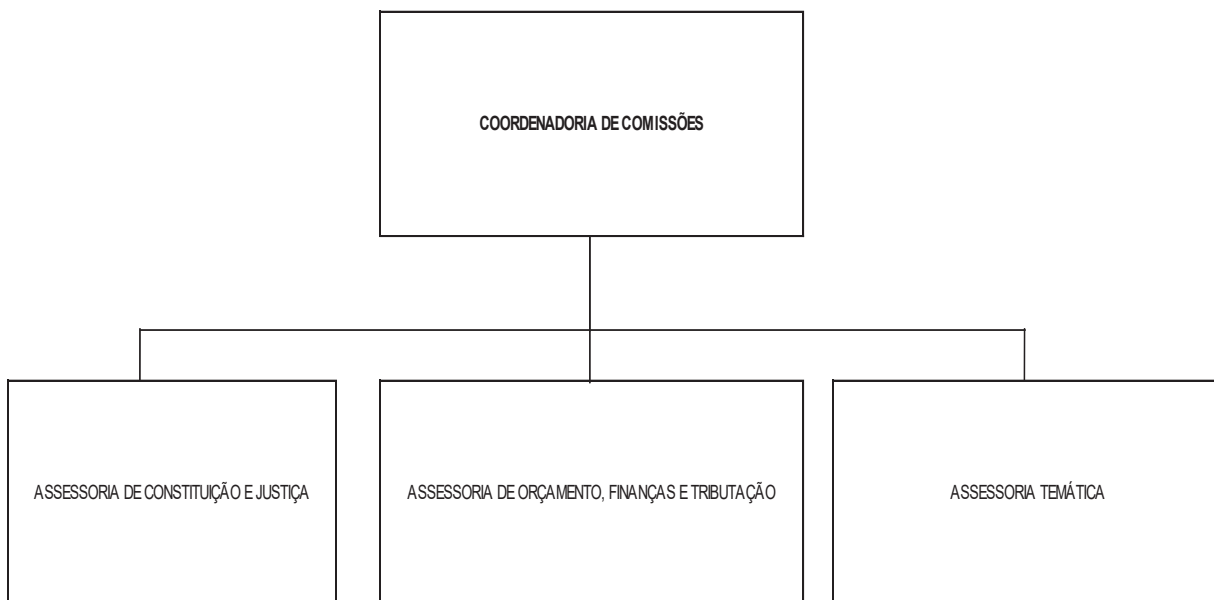 COORDENADORIA DE COMISSÕES
ASSESSORIA DE CONSTITUIÇÃO E JUSTIÇA
ASSESSORIA DE ORÇAMENTO, FINANÇAS E TRIBUTAÇÃO
ASSESSORIA TEMÁTICA